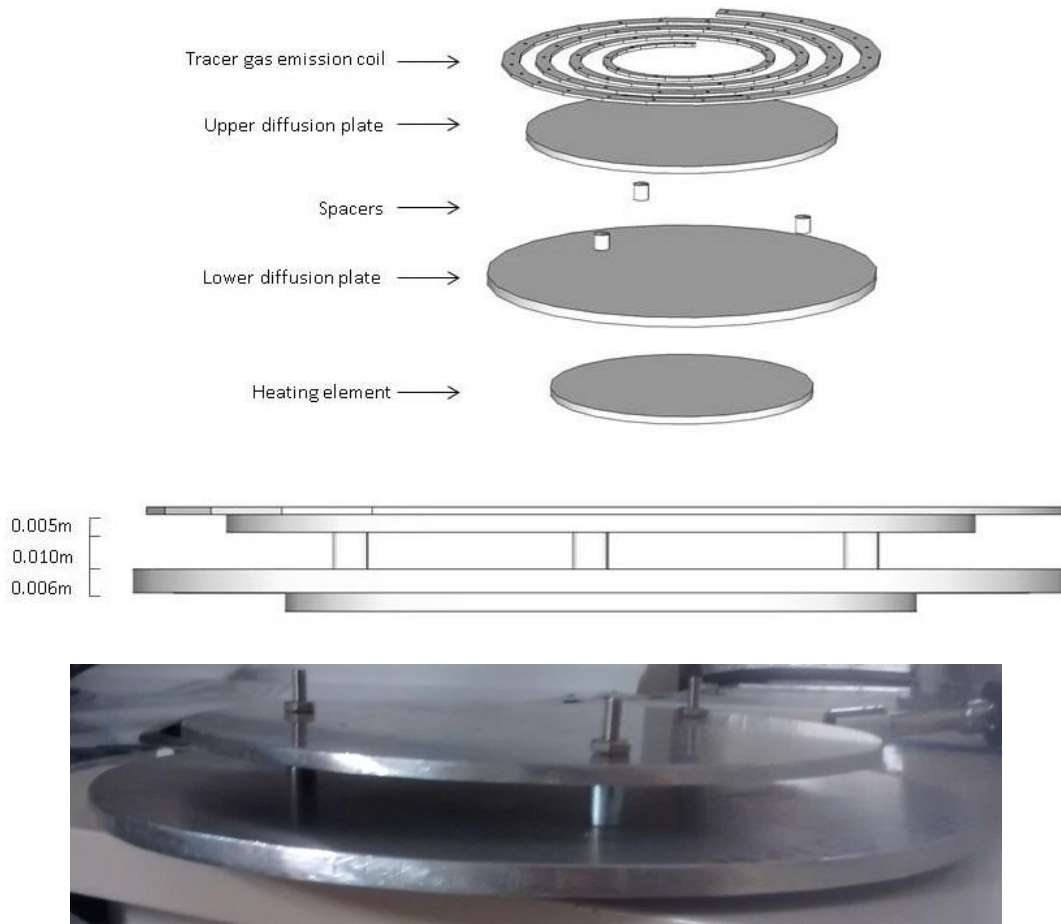 Tracer gas emission coil
Upper diffusion plate
Spacers
Lower diffusion plate
Heating element
0.005m
0.010m
0.006m